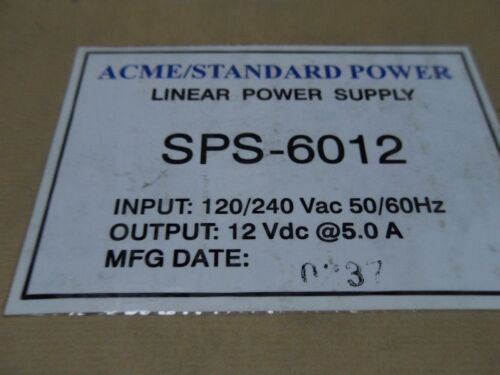 ACME/STANDARD POWER
LINEAR POWER SUPPLY
SPS-6012
INPUT: 120/240 Vac 50/60Hz
OUTPUT: 12 Vdc @5.0 A
MFG DATE: